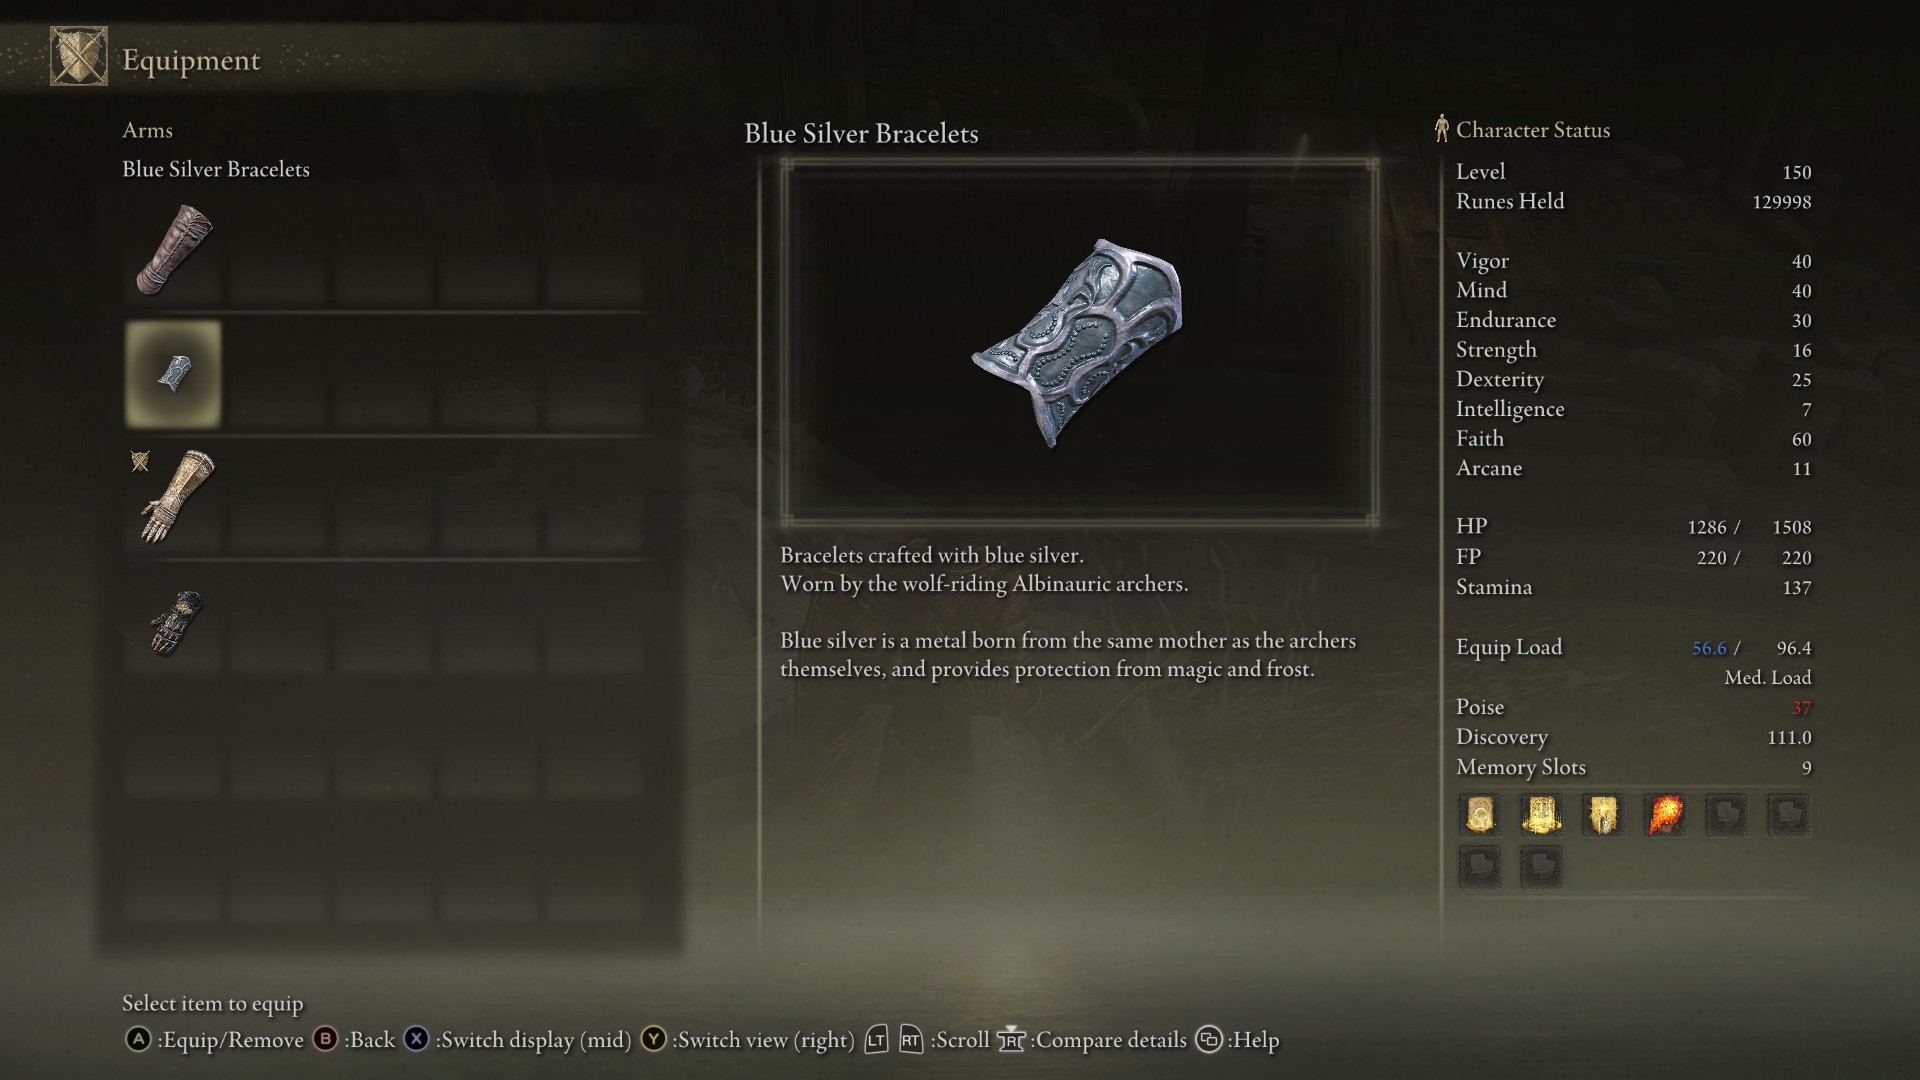 Equipment
Arms
Blue Silver Bracelets
Blue Silver Bracelets
Bracelets crafted with blue silver.
Worn by the wolf-riding Albinauric archers.
Blue silver is a metal born from the same mother as the archers
themselves, and provides protection from magic and frost.
Character Status
Level 150
Runes Held 129998
Vigor 40
Mind 40
Endurance 30
Strength 16
Dexterity 25
Intelligence 7
Faith 60
Arcane 11
HP 1286 / 1508
FP 220 / 220
Stamina 137
Equip Load 56.6 / 96.4
Med. Load
Poise 37
Discovery 111.0
Memory Slots 9
Select item to equip
A :Equip/Remove B :Back X :Switch display (mid) Y :Switch view (right) LT RT :Scroll R :Compare details :Help